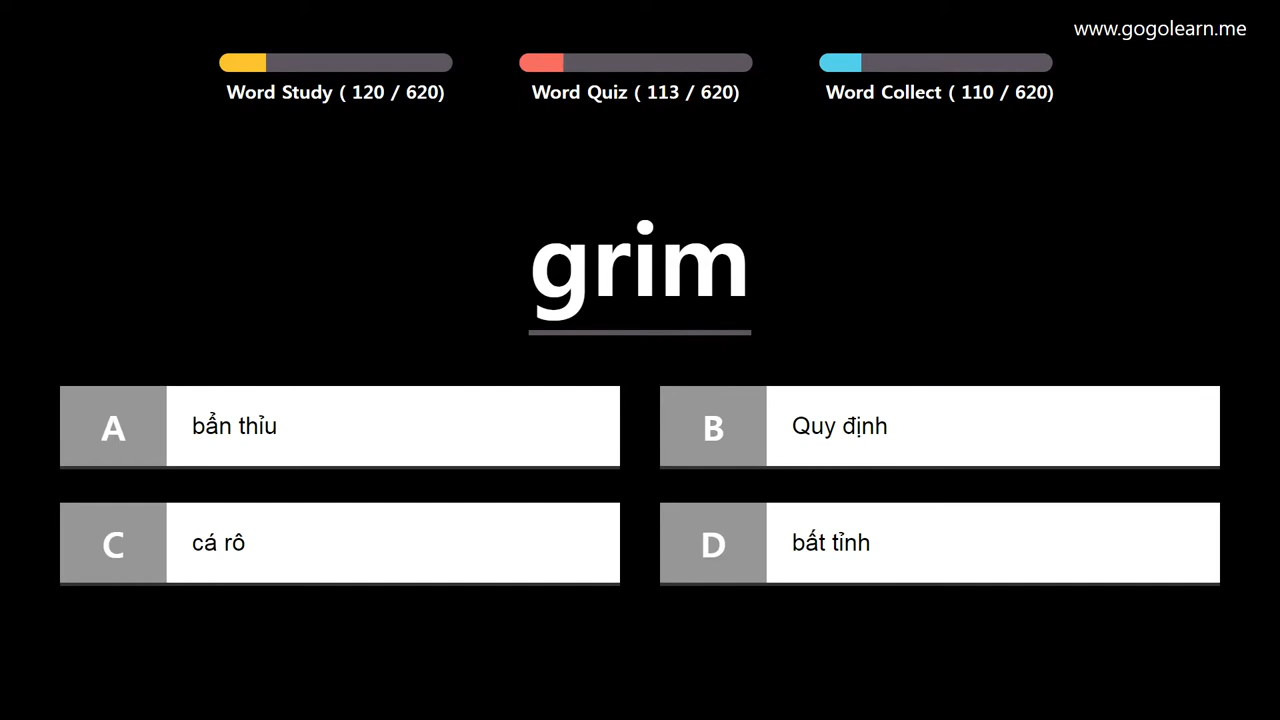 www.gogolearn.me
Word Study ( 120 / 620)
Word Quiz ( 113 / 620)
Word Collect ( 110 / 620)
grim
A
bẩn thỉu
B
Quy định
C
cá rô
D
bất tỉnh